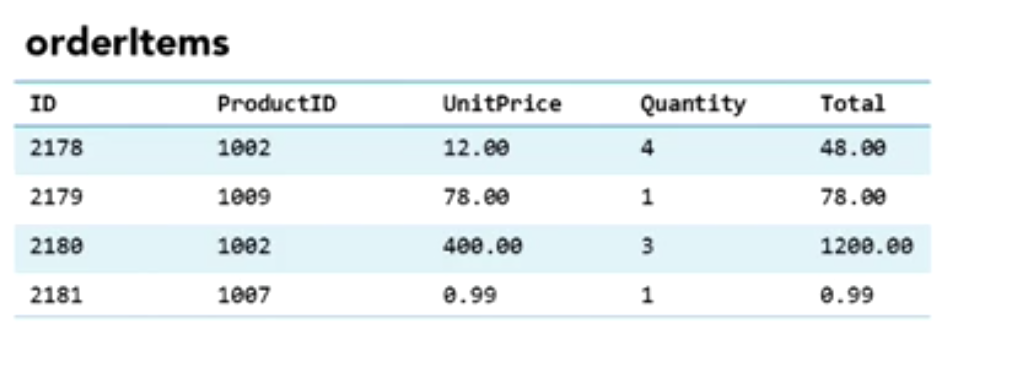 orderItems
ID ProductID UnitPrice Quantity Total
2178 1002 12.00 4 48.00
2179 1009 78.00 1 78.00
2180 1002 400.00 3 1200.00
2181 1007 0.99 1 0.99